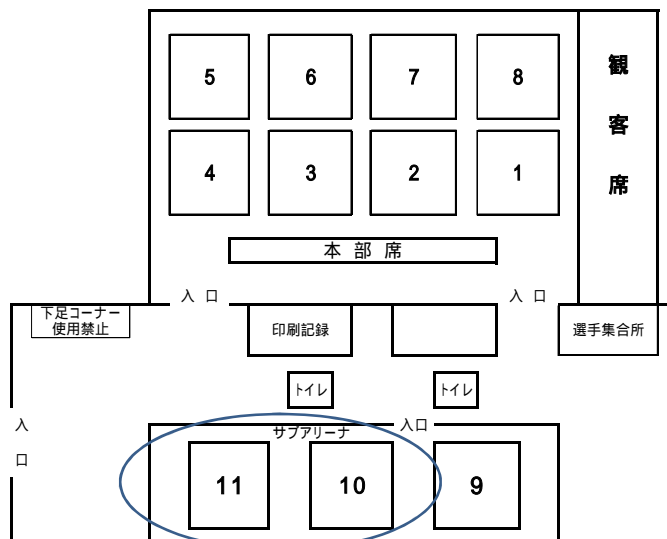 5
6
7
8
観
客
席
4
3
2
1
本 部 席
入 口
入 口
下足コーナー
使用禁止
印刷記録
選手集合所
トイレ
トイレ
入
口
サブアリーナ
入口
11
10
9